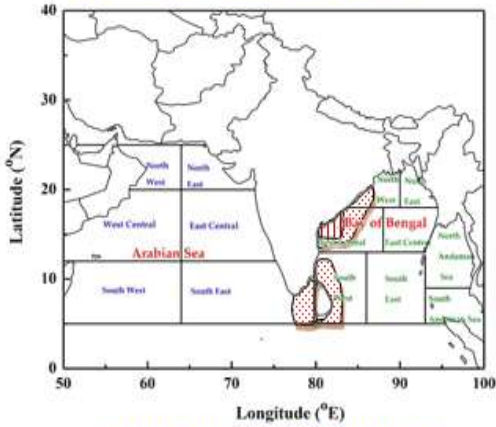 40
30
20
10
0
50
60
70
80
90
100
Latitude (°N)
Longitude (°E)
North
West
North
East
West Central
East Central
Arabian Sea
South West
South East
North
West
East
Bay of Bengal
East Central
South
West
South
East
North
Andaman
Sea
South
Andaman Sea